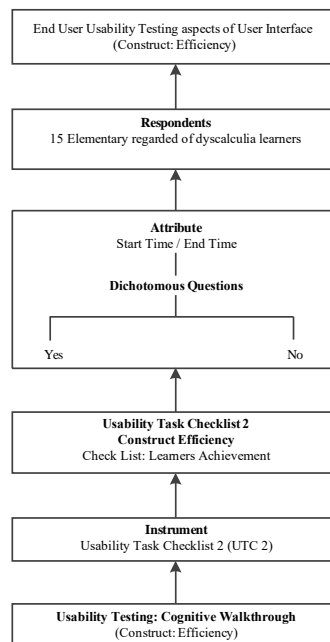 End User Usability Testing aspects of User Interface
(Construct: Efficiency)
Respondents
15 Elementary regarded of dyscalculia learners
Attribute
Start Time / End Time
Dichotomous Questions
Yes
No
Usability Task Checklist 2
Construct Efficiency
Check List: Learners Achievement
Instrument
Usability Task Checklist 2 (UTC 2)
Usability Testing: Cognitive Walkthrough
(Construct: Efficiency)